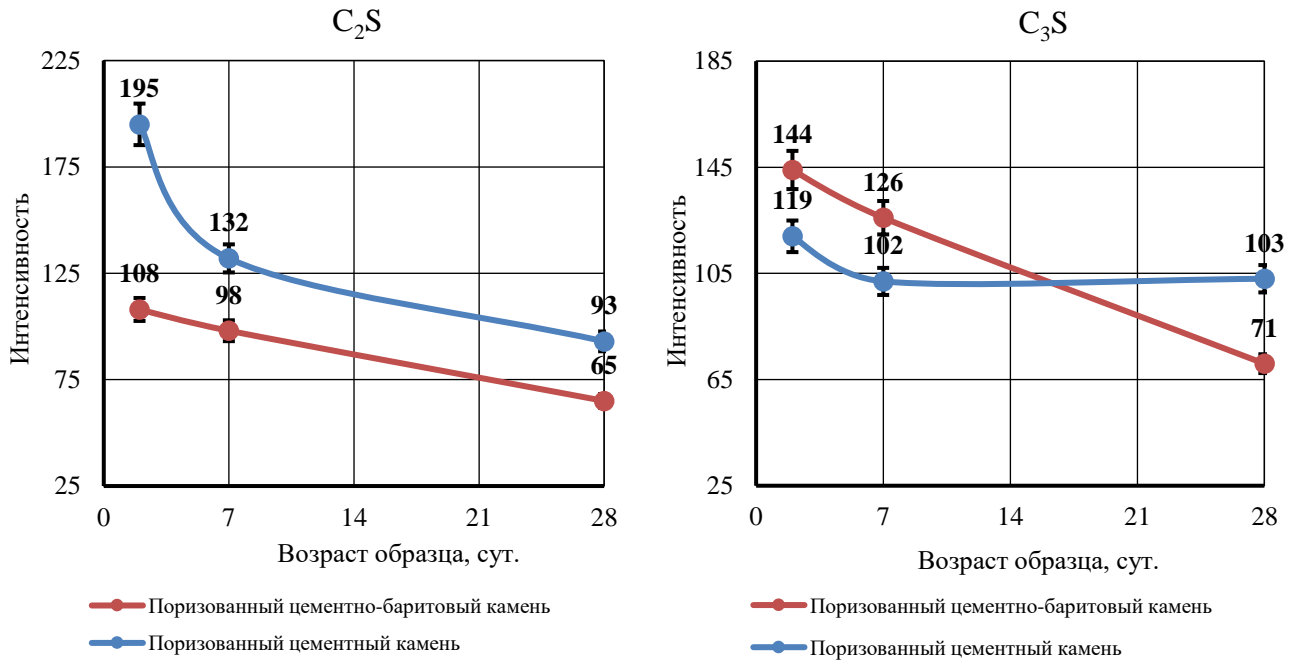 C₂S
225
175
125
75
25
Интенсивность
195
132
108
98
93
65
0 7 14 21 28
Возраст образца, сут.
Поризованный цементно-баритовый камень
Поризованный цементный камень
C₃S
185
145
105
65
25
Интенсивность
144
119
126
102
103
71
0 7 14 21 28
Возраст образца, сут.
Поризованный цементно-баритовый камень
Поризованный цементный камень